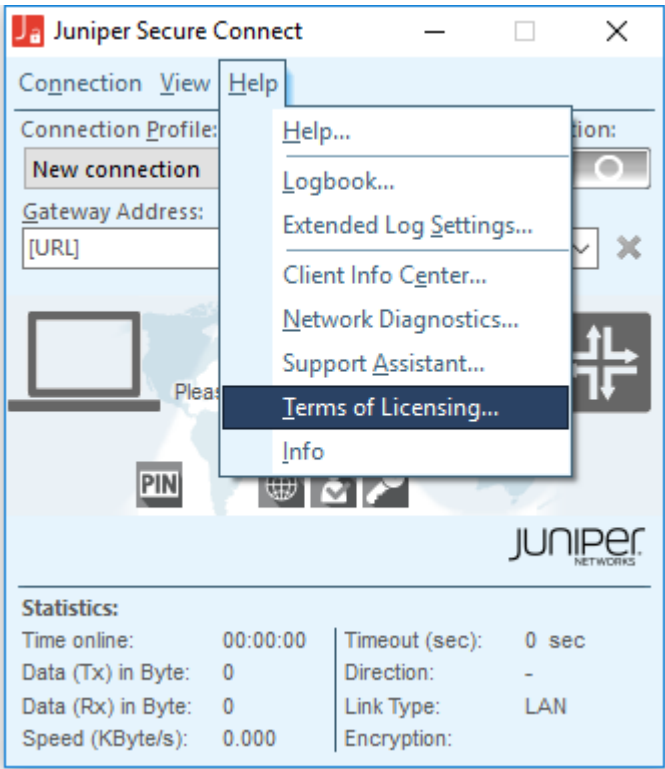 Juniper Secure Connect
Connection View Help
Connection Profile:
tion:
New connection
Gateway Address:
[URL]
Help...
Logbook...
Extended Log Settings...
Client Info Center...
Network Diagnostics...
Support Assistant...
Terms of Licensing...
Info
Pleas
PIN
JUNIPER
NETWORKS
Statistics:
Time online: 00:00:00 Timeout (sec): 0 sec
Data (Tx) in Byte: 0 Direction: -
Data (Rx) in Byte: 0 Link Type: LAN
Speed (KByte/s): 0.000 Encryption: